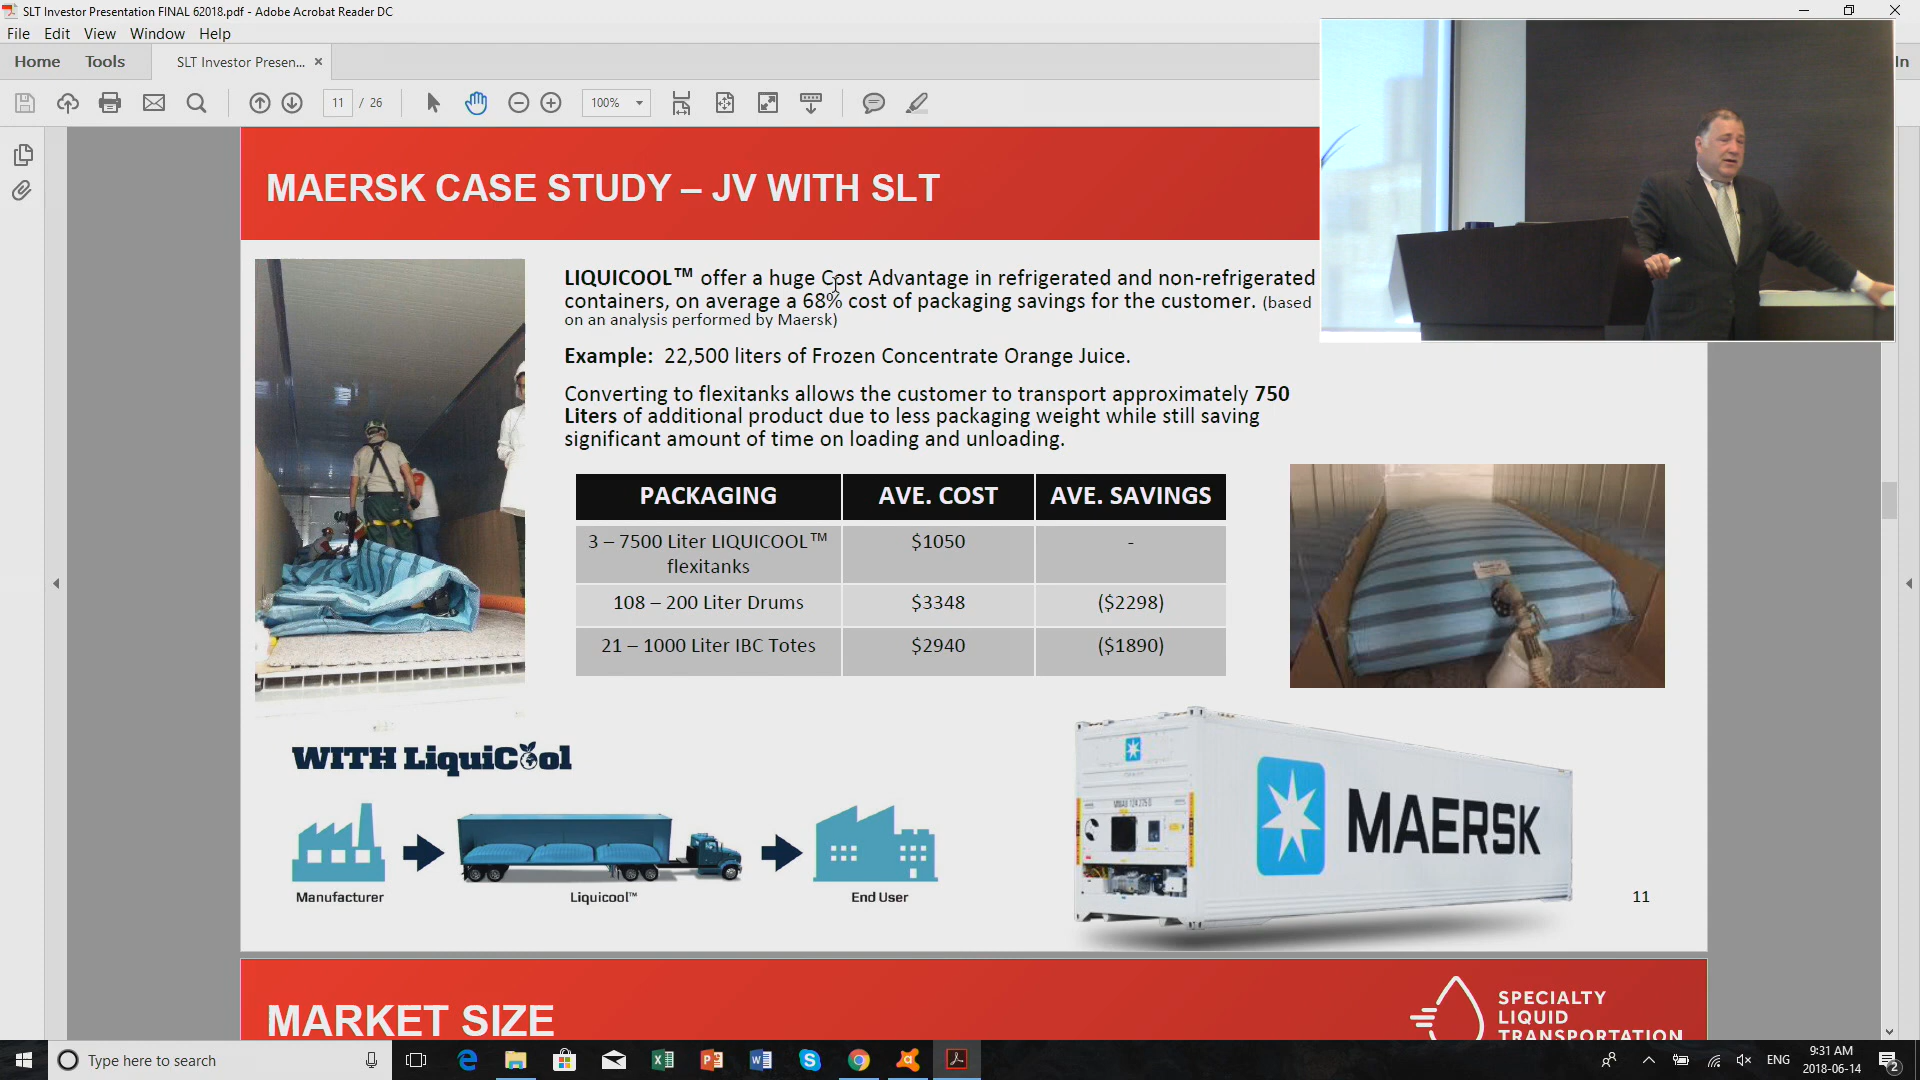 SLT Investor Presentation FINAL 62018.pdf - Adobe Acrobat Reader DC
File Edit View Window Help
Home Tools SLT Investor Presen... × In
11 / 26 100%
MAERSK CASE STUDY – JV WITH SLT
LIQUICOOL™ offer a huge Cost Advantage in refrigerated and non-refrigerated
containers, on average a 68% cost of packaging savings for the customer. (based
on an analysis performed by Maersk)
Example: 22,500 liters of Frozen Concentrate Orange Juice.
Converting to flexitanks allows the customer to transport approximately 750
Liters of additional product due to less packaging weight while still saving
significant amount of time on loading and unloading.
PACKAGING AVE. COST AVE. SAVINGS
3 – 7500 Liter LIQUICOOL™ $1050 -
flexitanks
108 – 200 Liter Drums $3348 ($2298)
21 – 1000 Liter IBC Totes $2940 ($1890)
WITH LiquiCool
Manufacturer Liquicool™ End User
MAERSK
11
MARKET SIZE
SPECIALTY
LIQUID
TRANSPORTATION
Type here to search
ENG 9:31 AM
2018-06-14 2